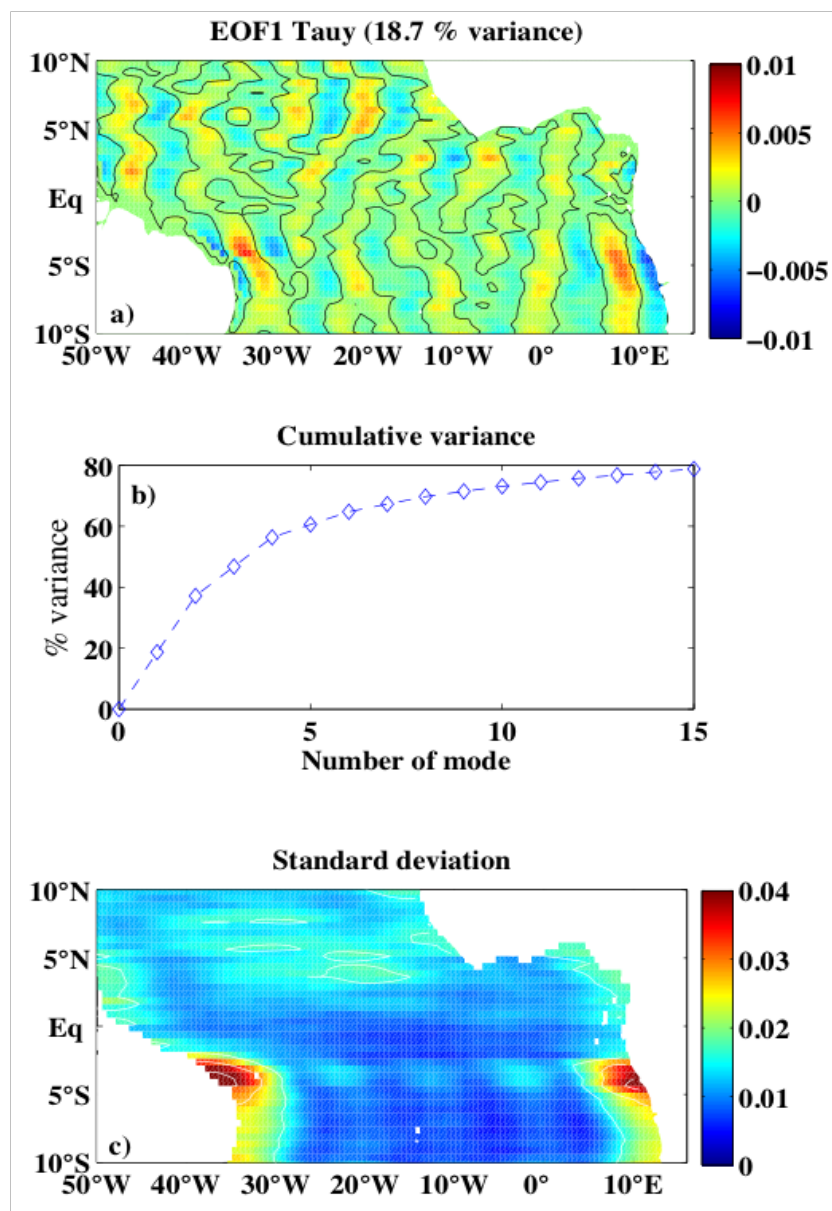 EOF1 Tauy (18.7 % variance)
10°N
5°N
Eq
5°S
10°S
a)
50°W 40°W 30°W 20°W 10°W 0° 10°E
0.01
0.005
0
−0.005
−0.01
Cumulative variance
b)
% variance
80
60
40
20
0
0 5 10 15
Number of mode
Standard deviation
10°N
5°N
Eq
5°S
10°S
c)
50°W 40°W 30°W 20°W 10°W 0° 10°E
0.04
0.03
0.02
0.01
0